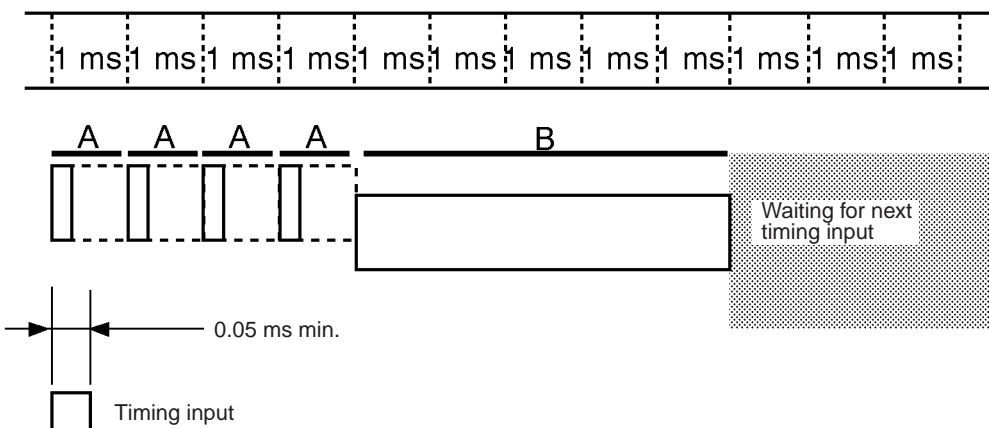 1 ms 1 ms 1 ms 1 ms 1 ms 1 ms 1 ms 1 ms 1 ms 1 ms 1 ms 1 ms
A A A A B
Waiting for next
timing input
0.05 ms min.
Timing input